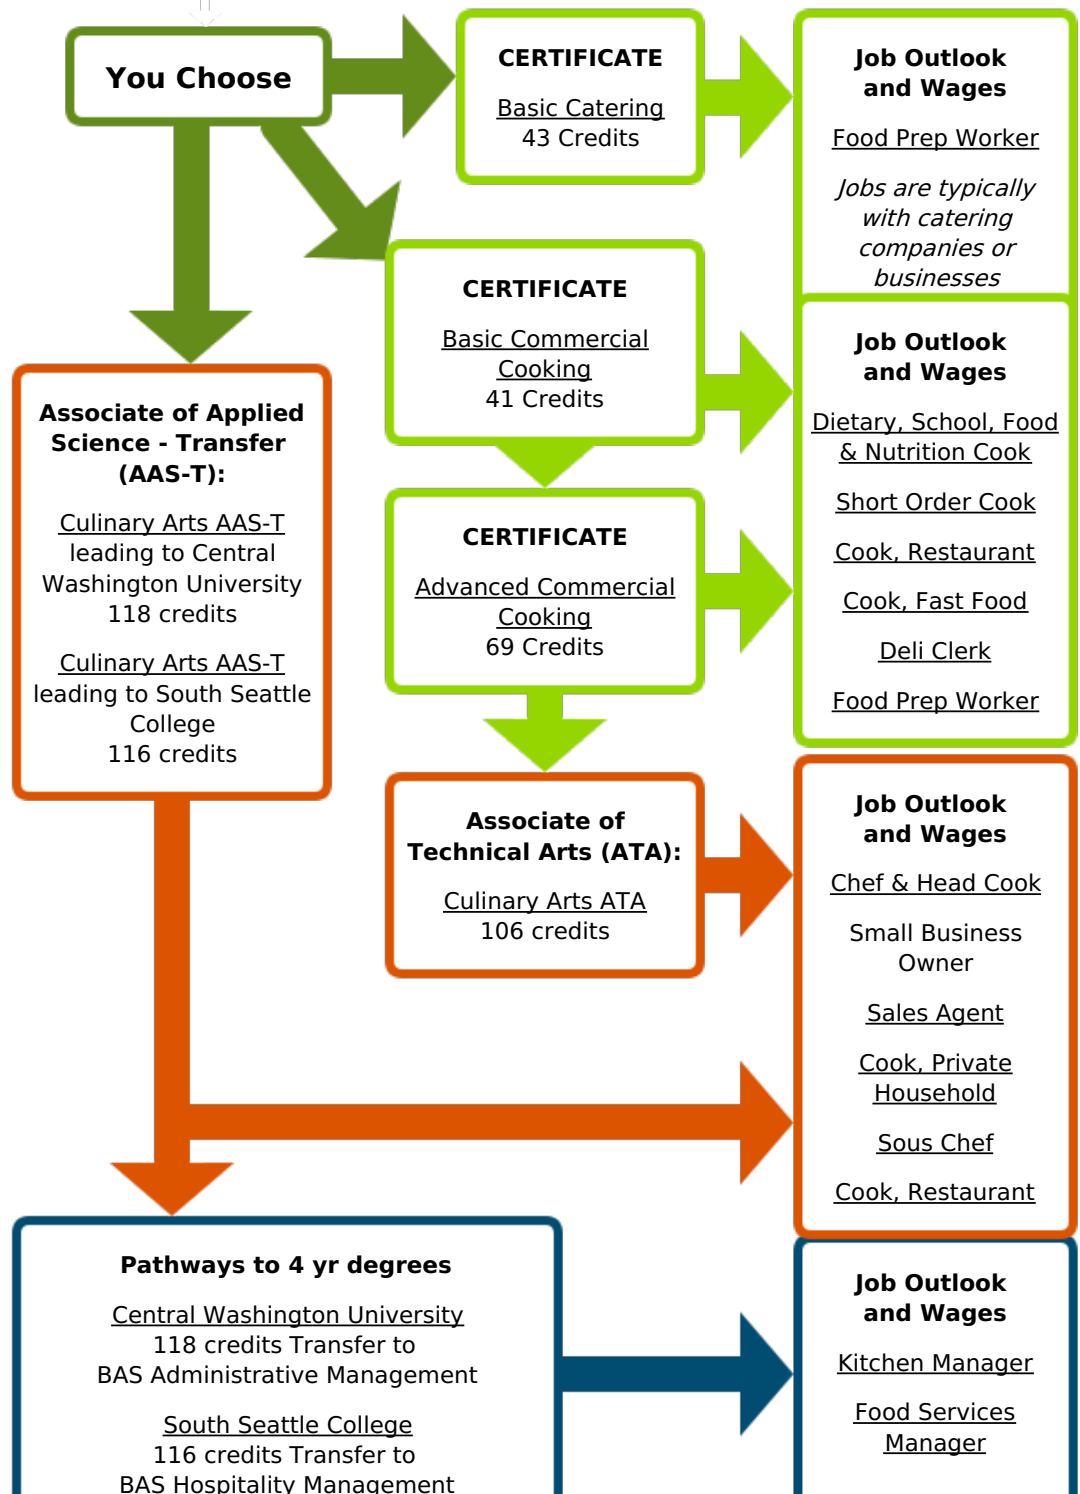 You Choose
CERTIFICATE
Basic Catering
43 Credits
Job Outlook
and Wages
Food Prep Worker
Jobs are typically
with catering
companies or
businesses
CERTIFICATE
Basic Commercial
Cooking
41 Credits
Job Outlook
and Wages
Dietary, School, Food
& Nutrition Cook
Short Order Cook
Cook, Restaurant
Cook, Fast Food
Deli Clerk
Food Prep Worker
Associate of Applied
Science - Transfer
(AAS-T):
Culinary Arts AAS-T
leading to Central
Washington University
118 credits
Culinary Arts AAS-T
leading to South Seattle
College
116 credits
CERTIFICATE
Advanced Commercial
Cooking
69 Credits
Associate of
Technical Arts (ATA):
Culinary Arts ATA
106 credits
Job Outlook
and Wages
Chef & Head Cook
Small Business
Owner
Sales Agent
Cook, Private
Household
Sous Chef
Cook, Restaurant
Pathways to 4 yr degrees
Central Washington University
118 credits Transfer to
BAS Administrative Management
South Seattle College
116 credits Transfer to
BAS Hospitality Management
Job Outlook
and Wages
Kitchen Manager
Food Services
Manager